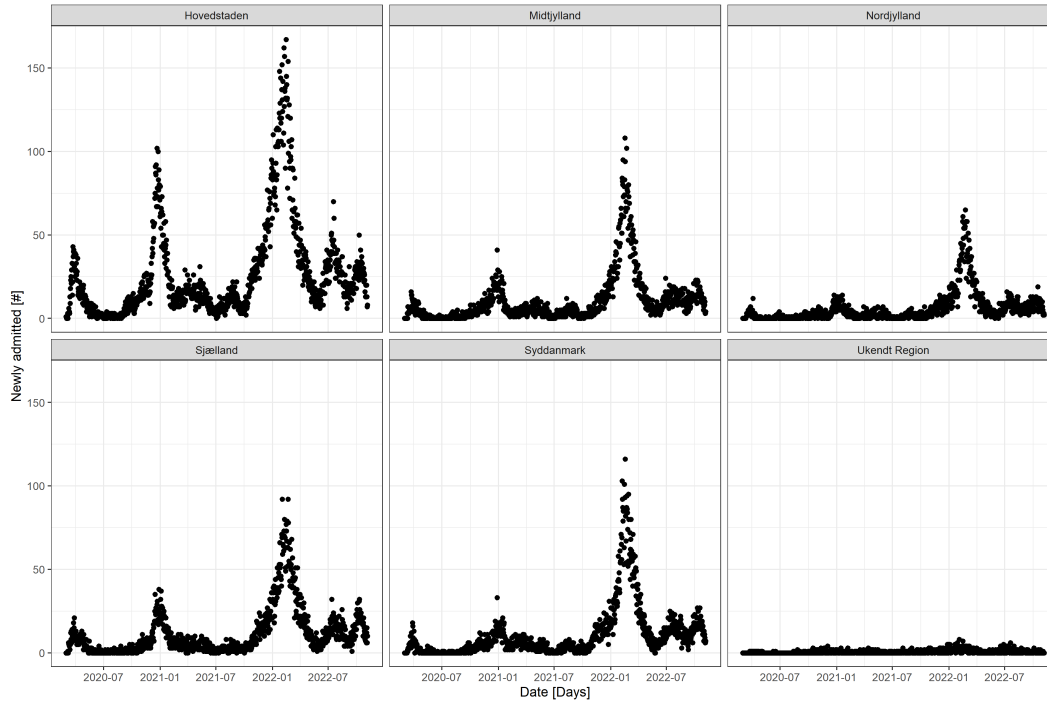 Hovedstaden Midtjylland Nordjylland
150
100
50
0
Sjælland Syddanmark Ukendt Region
150
100
50
0
2020-07 2021-01 2021-07 2022-01 2022-07 2020-07 2021-01 2021-07 2022-01 2022-07 2020-07 2021-01 2021-07 2022-01 2022-07
Date [Days]
Newly admitted [#]